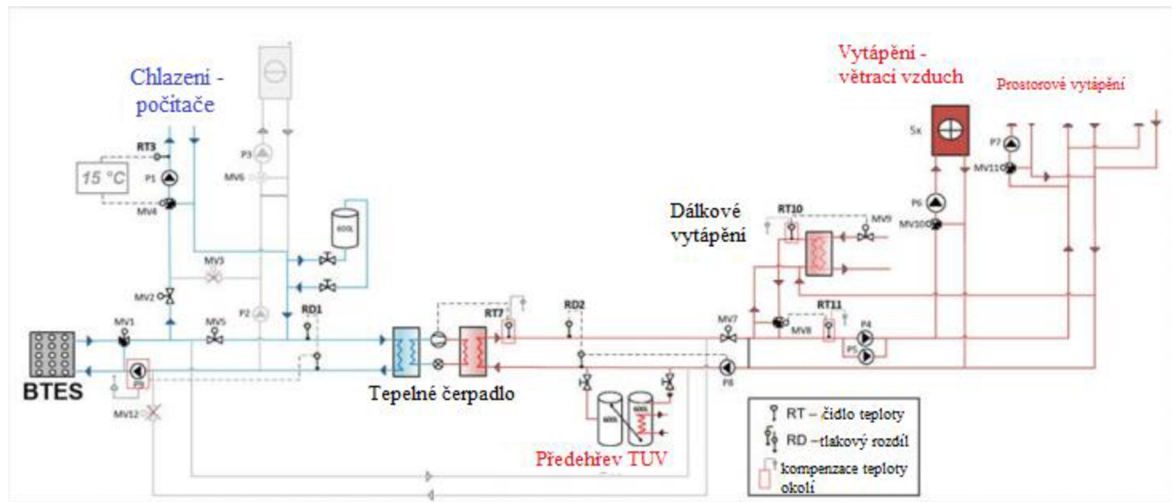 Chlazení -
počítače
Vytápění -
větrací vzduch
Prostorové vytápění
RT3
P1
15 °C
MV4
P3
MV6
600L
5x
P7
MV11
P6
MV10
Dálkové
vytápění
RT10
MV9
MV3
MV2
P2
RD1
RT7
RD2
MV7
MV8
RT11
P4
P5
MV1
MV5
P9
P8
BTES
MV12
Tepelné čerpadlo
600L
600L
Předehřev TUV
RT – čidlo teploty
RD –tlakový rozdíl
kompenzace teploty
okolí